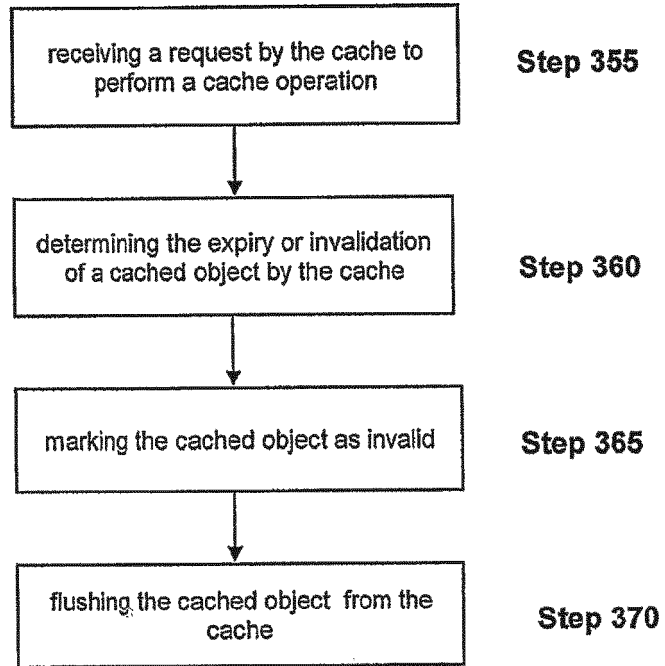 receiving a request by the cache to
perform a cache operation
Step 355
determining the expiry or invalidation
of a cached object by the cache
Step 360
marking the cached object as invalid
Step 365
flushing the cached object from the
cache
Step 370